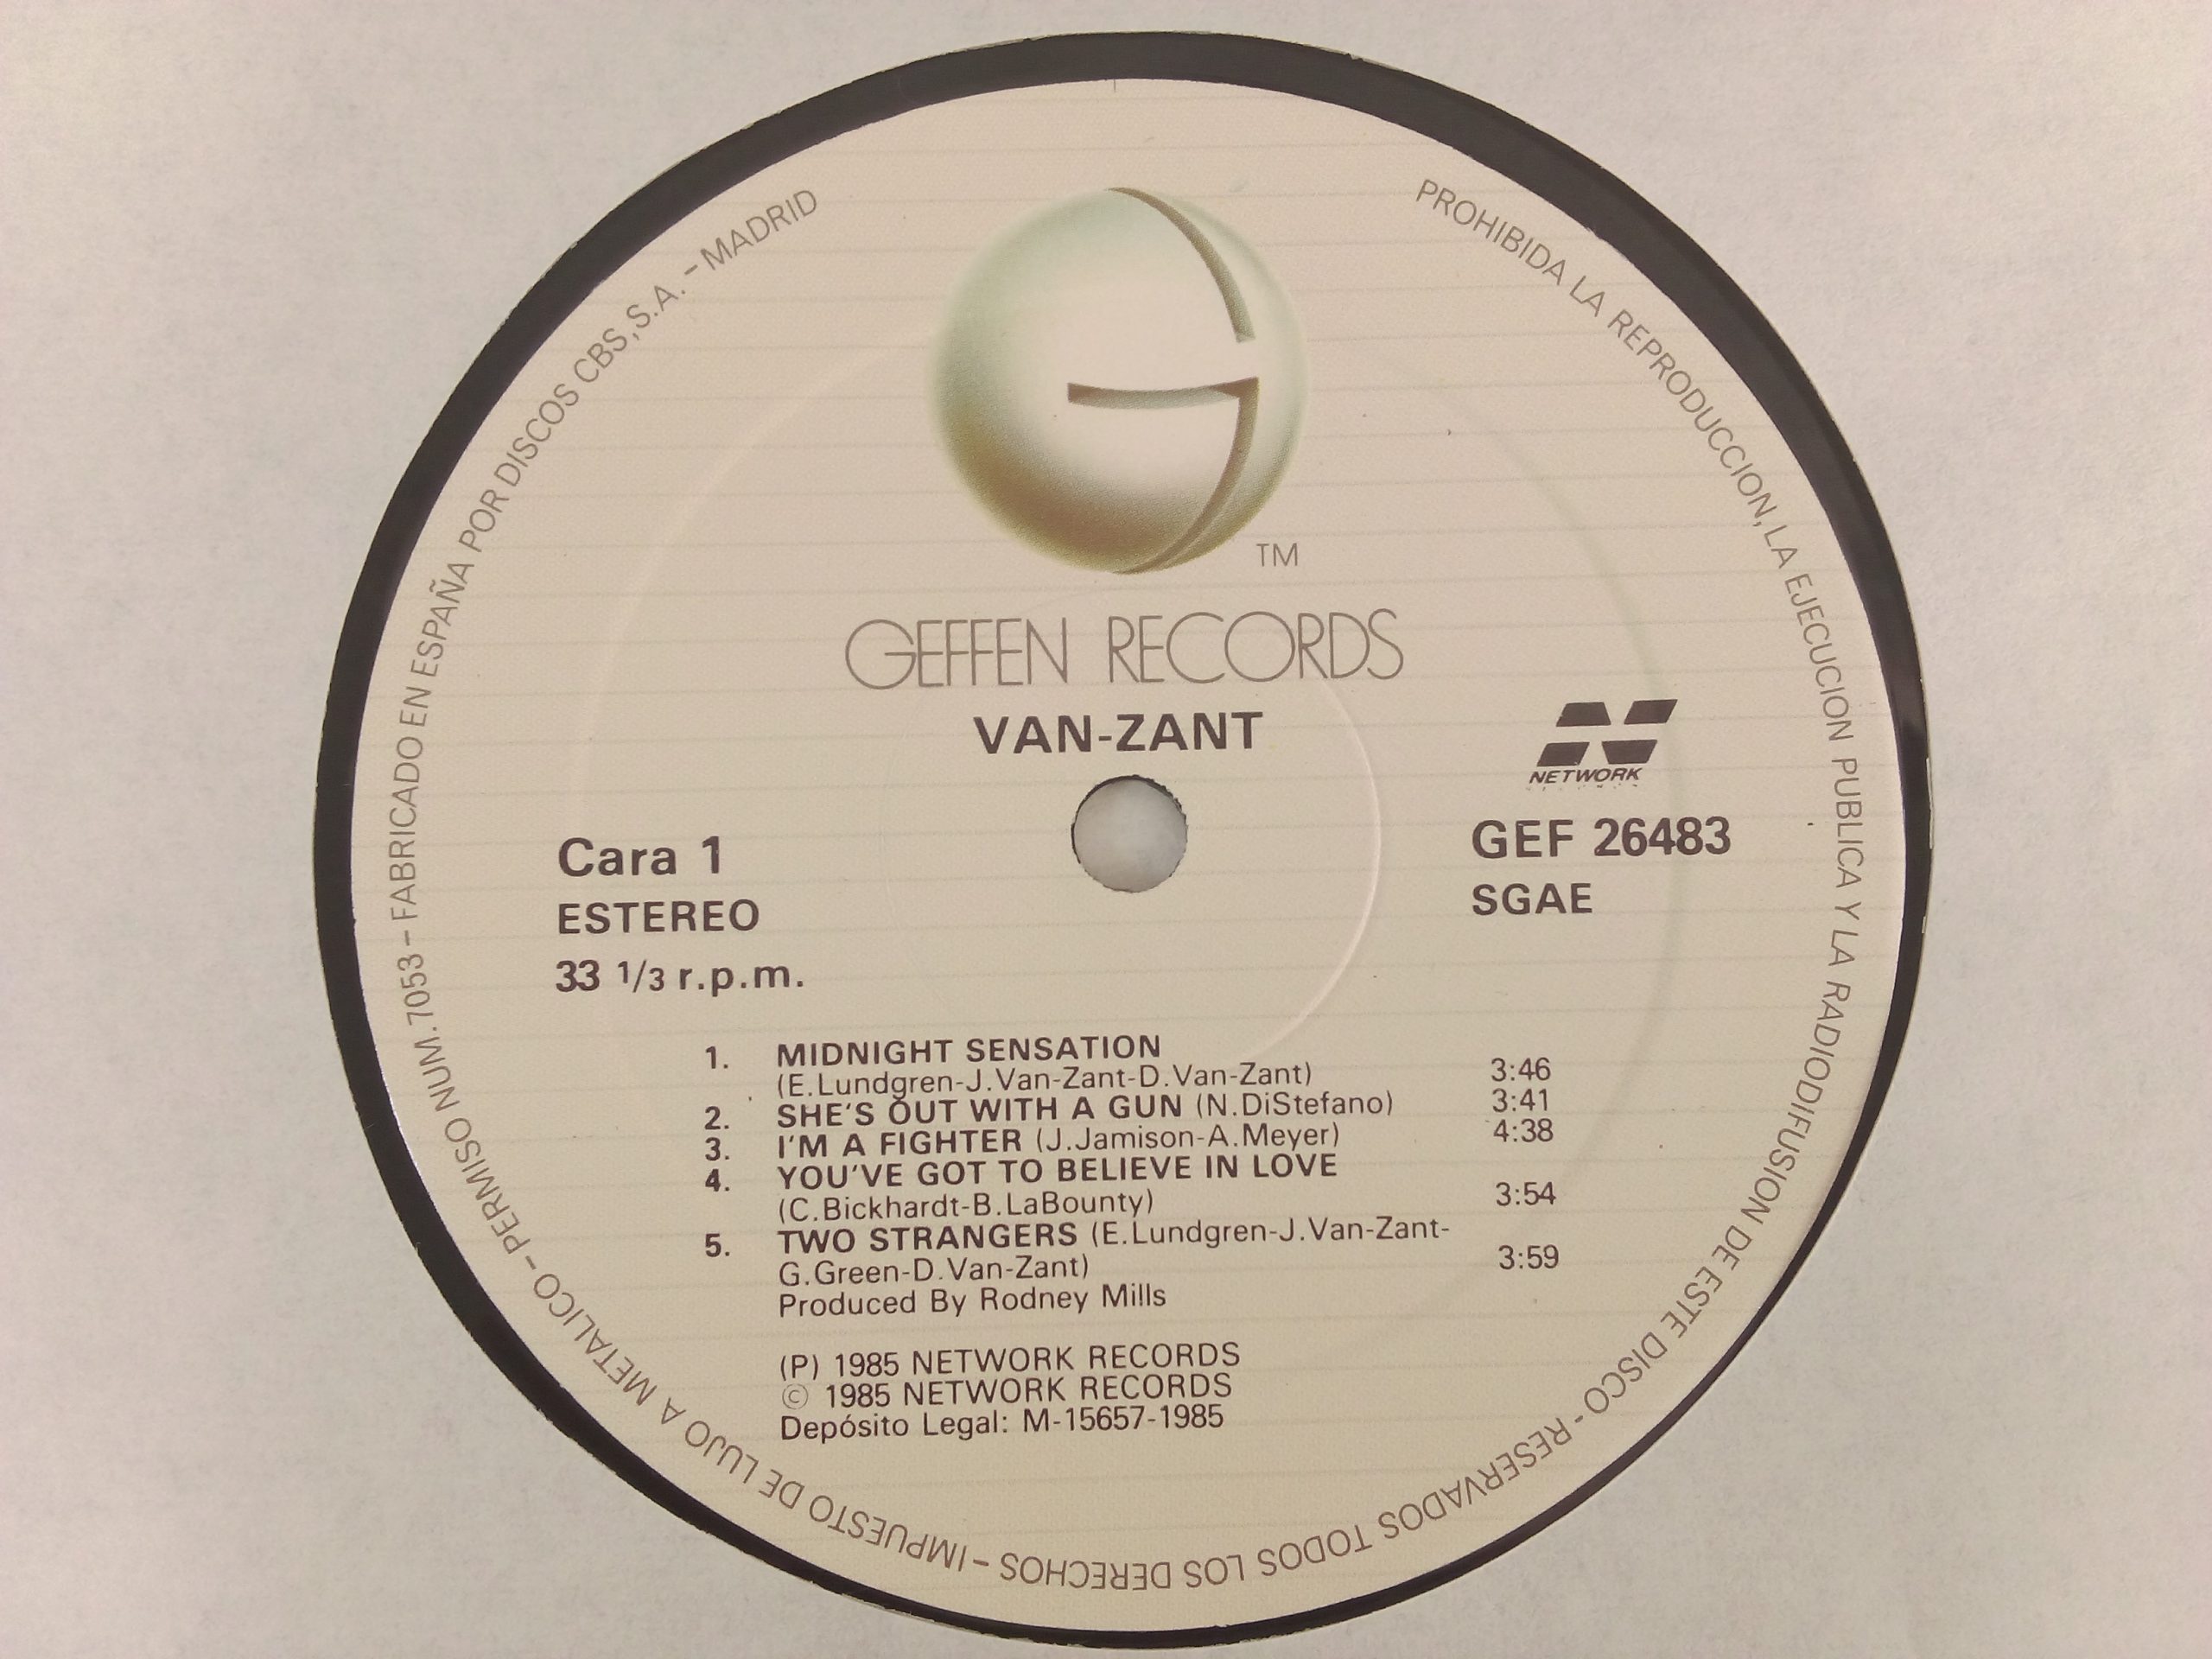 PROHIBIDA LA REPRODUCCION, LA EJECUCION PUBLICA Y LA RADIODIFUSION DE ESTE DISCO - RESERVADOS TODOS LOS DERECHOS - IMPUESTO DE LUJO A METALICO - PERMISO NUM. 7053 - FABRICADO EN ESPAÑA POR DISCOS CBS, S.A. - MADRID
TM
GEFFEN RECORDS
VAN-ZANT
NETWORK
Cara 1
ESTEREO
33 1/3 r.p.m.
GEF 26483
SGAE
1. MIDNIGHT SENSATION
(E.Lundgren-J.Van-Zant-D.Van-Zant) 3:46
2. SHE'S OUT WITH A GUN (N.DiStefano) 3:41
3. I'M A FIGHTER (J.Jamison-A.Meyer) 4:38
4. YOU'VE GOT TO BELIEVE IN LOVE
(C.Bickhardt-B.LaBounty) 3:54
5. TWO STRANGERS (E.Lundgren-J.Van-Zant-
G.Green-D.Van-Zant) 3:59
Produced By Rodney Mills
(P) 1985 NETWORK RECORDS
© 1985 NETWORK RECORDS
Depósito Legal: M-15657-1985